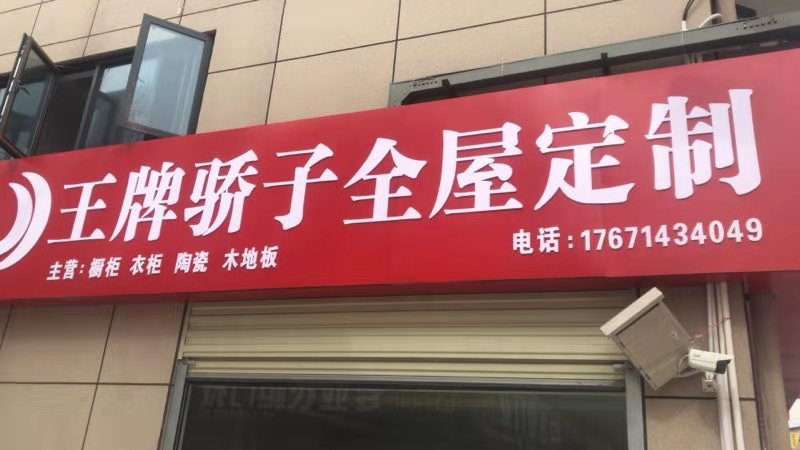 王牌骄子全屋定制
主营:橱柜 衣柜 陶瓷 木地板
电话:17671434049